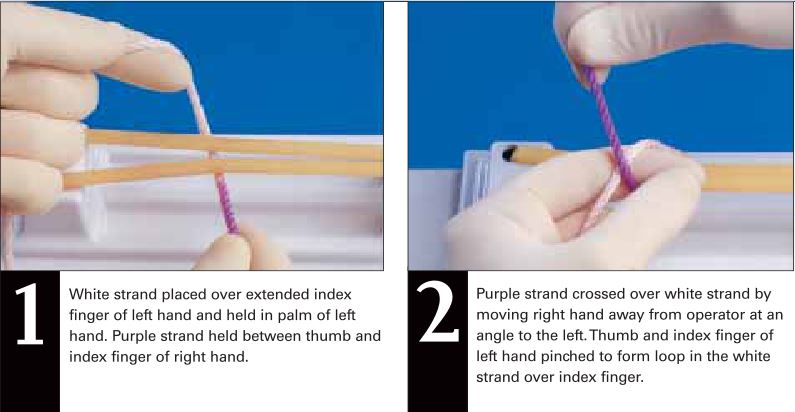 1
White strand placed over extended index
finger of left hand and held in palm of left
hand. Purple strand held between thumb and
index finger of right hand.
2
Purple strand crossed over white strand by
moving right hand away from operator at an
angle to the left. Thumb and index finger of
left hand pinched to form loop in the white
strand over index finger.